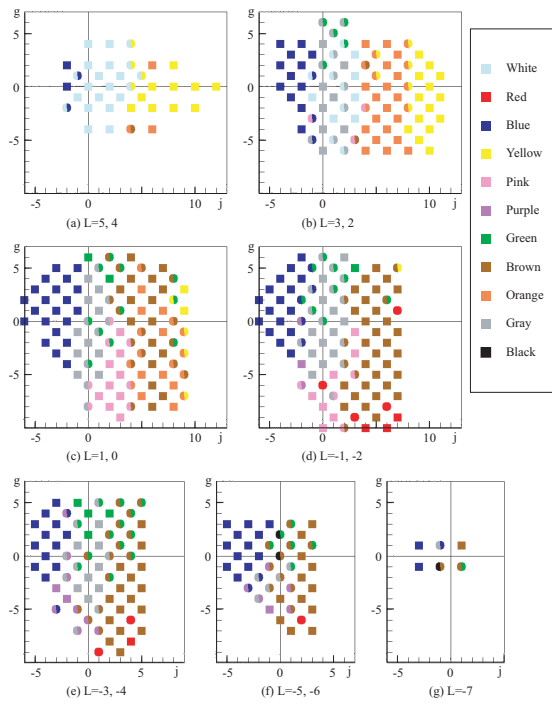 g
5
0
-5
-5
0
5
10
j
(a) L=5, 4
g
5
0
-5
-5
0
5
10
j
(b) L=3, 2
White
Red
Blue
Yellow
Pink
Purple
Green
Brown
Orange
Gray
Black
g
5
0
-5
0
5
10
j
(c) L=1, 0
g
5
0
-5
0
5
10
j
(d) L=-1, -2
g
5
0
-5
-5
0
5
j
(e) L=-3, -4
g
5
0
-5
-5
0
5
j
(f) L=-5, -6
g
5
0
-5
-5
0
5
j
(g) L=-7